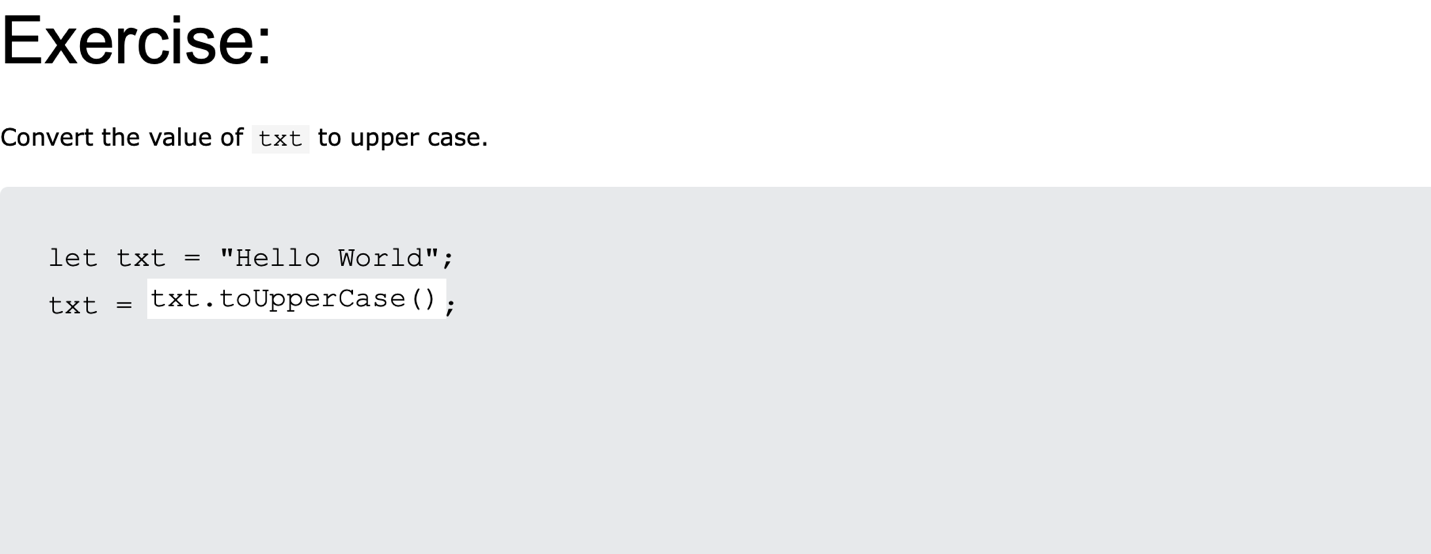 Exercise:
Convert the value of txt to upper case.
let txt = "Hello World";
txt = txt.toUpperCase();